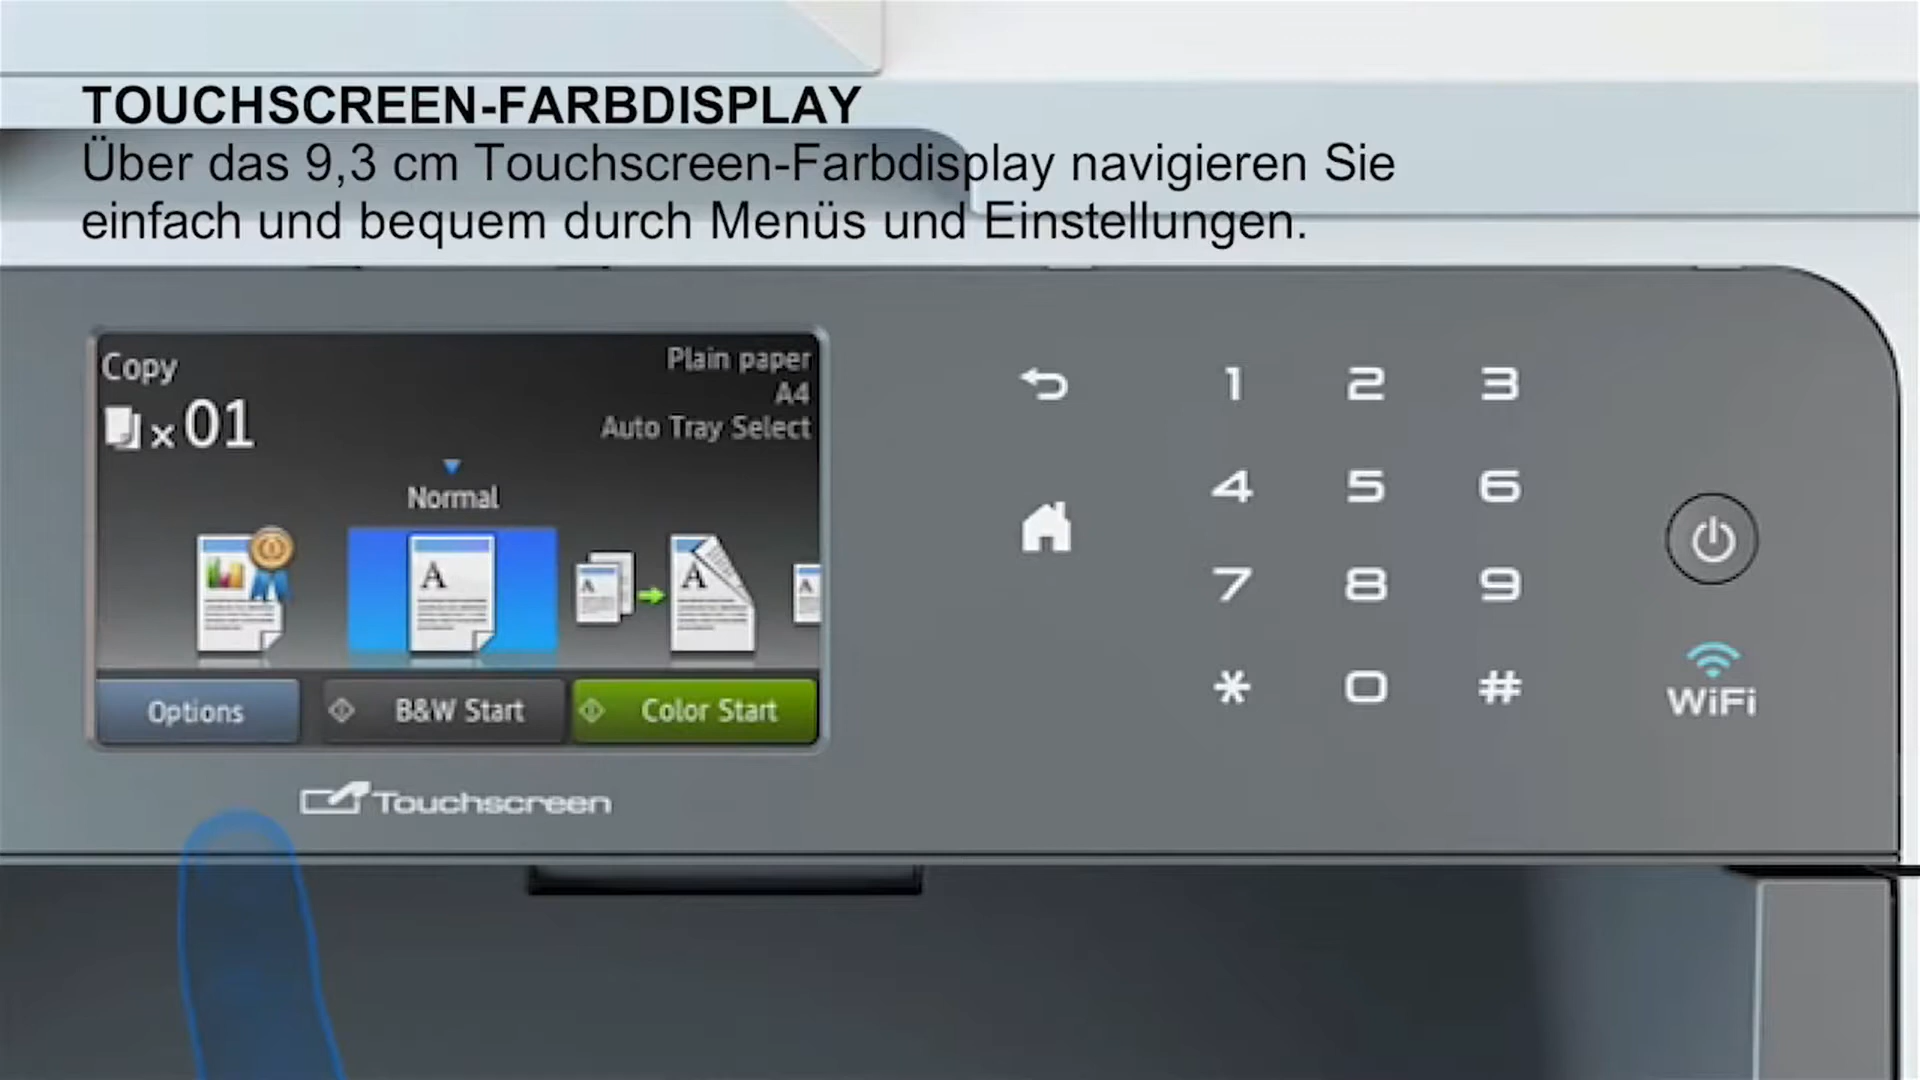 TOUCHSCREEN-FARBDISPLAY
Über das 9,3 cm Touchscreen-Farbdisplay navigieren Sie
einfach und bequem durch Menüs und Einstellungen.
Copy
x 01
Plain paper
A4
Auto Tray Select
Normal
A
A
A
A
Options
B&W Start
Color Start
Touchscreen
1 2 3
4 5 6
7 8 9
* 0 #
WiFi